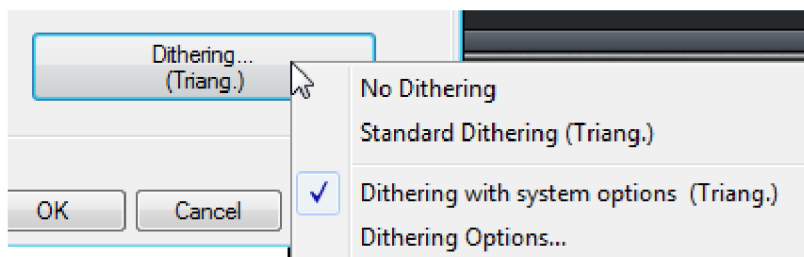 Dithering...
(Triang.)
No Dithering
Standard Dithering (Triang.)
Dithering with system options (Triang.)
Dithering Options...
OK
Cancel